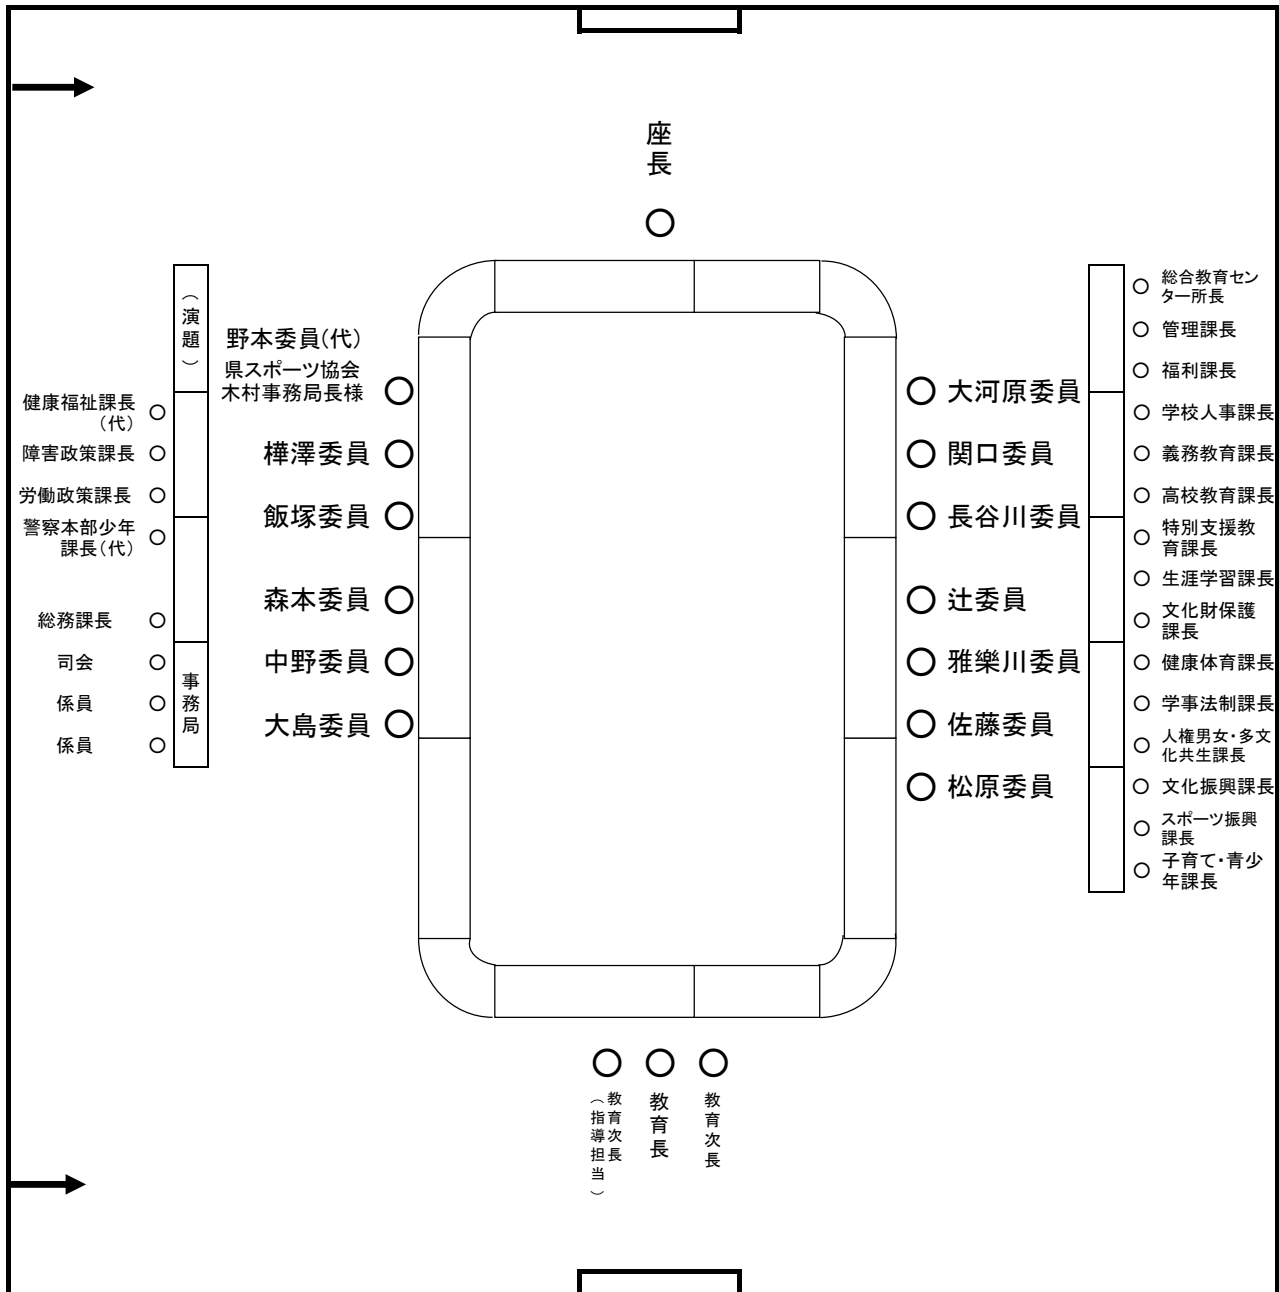 座長
（演題）
野本委員(代)
県スポーツ協会
木村事務局長様
樺澤委員
飯塚委員
森本委員
中野委員
大島委員
健康福祉課長
(代)
障害政策課長
労働政策課長
警察本部少年
課長(代)
総務課長
司会
係員
係員
事務局
大河原委員
関口委員
長谷川委員
辻委員
雅樂川委員
佐藤委員
松原委員
総合教育セン
ター所長
管理課長
福利課長
学校人事課長
義務教育課長
高校教育課長
特別支援教
育課長
生涯学習課長
文化財保護
課長
健康体育課長
学事法制課長
人権男女・多文
化共生課長
文化振興課長
スポーツ振興
課長
子育て・青少
年課長
教育次長
（指導担当）
教育長
教育次長